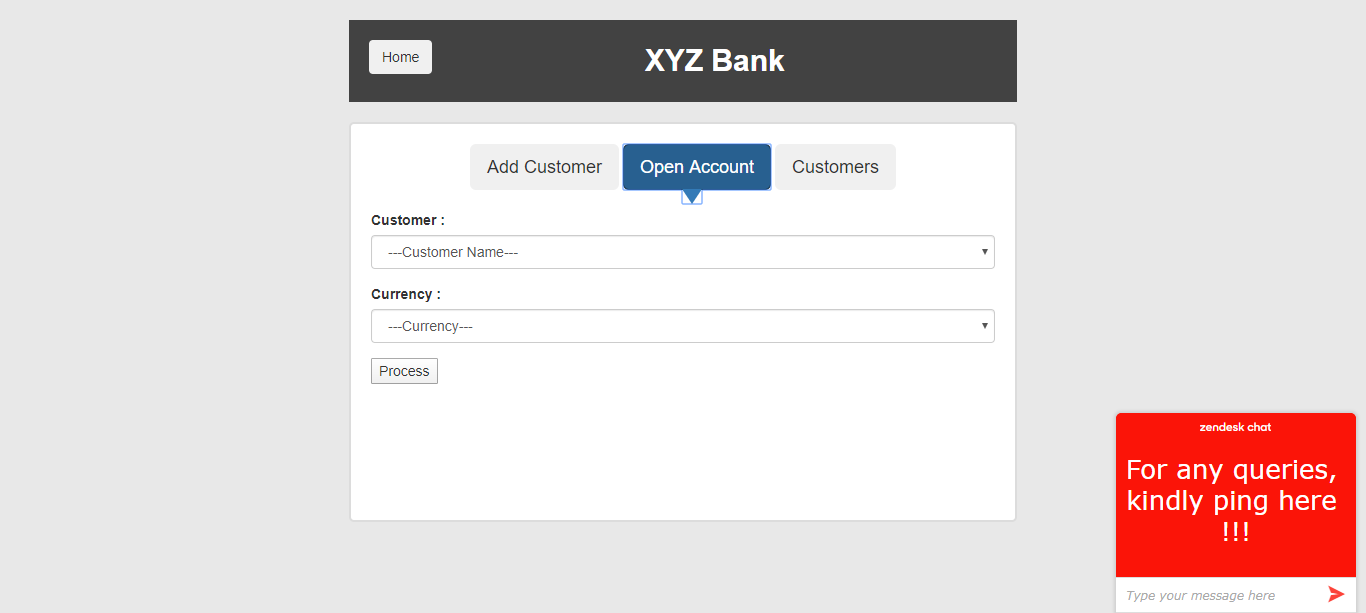 Home
XYZ Bank
Add Customer
Open Account
Customers
Customer :
---Customer Name---
Currency :
---Currency---
Process
zendesk chat
For any queries,
kindly ping here
!!!
Type your message here